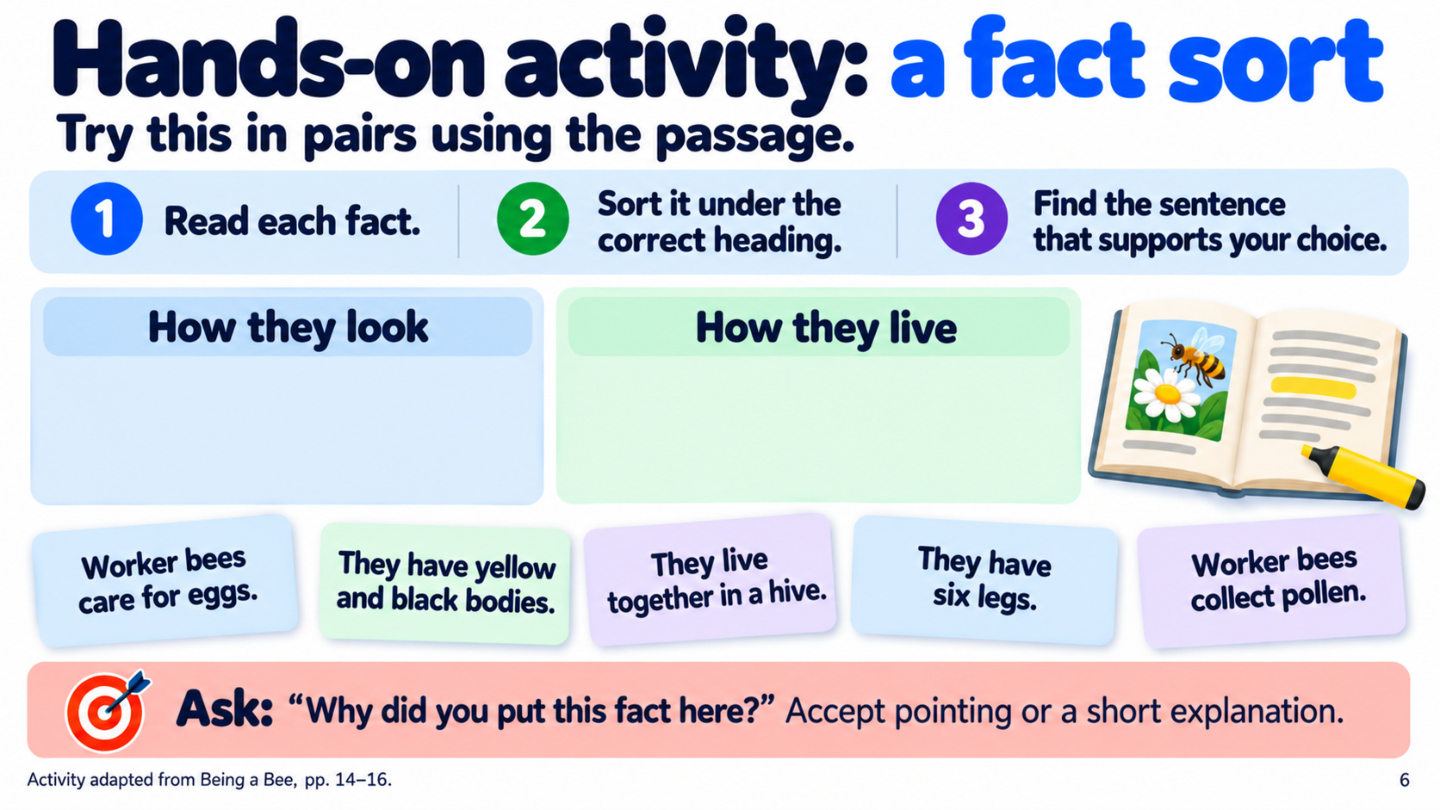 Hands-on activity: a fact sort
Try this in pairs using the passage.
1 Read each fact.
2 Sort it under the
correct heading.
3 Find the sentence
that supports your choice.
How they look
How they live
Worker bees
care for eggs.
They have yellow
and black bodies.
They live
together in a hive.
They have
six legs.
Worker bees
collect pollen.
Ask: “Why did you put this fact here?” Accept pointing or a short explanation.
Activity adapted from Being a Bee, pp. 14–16.
6